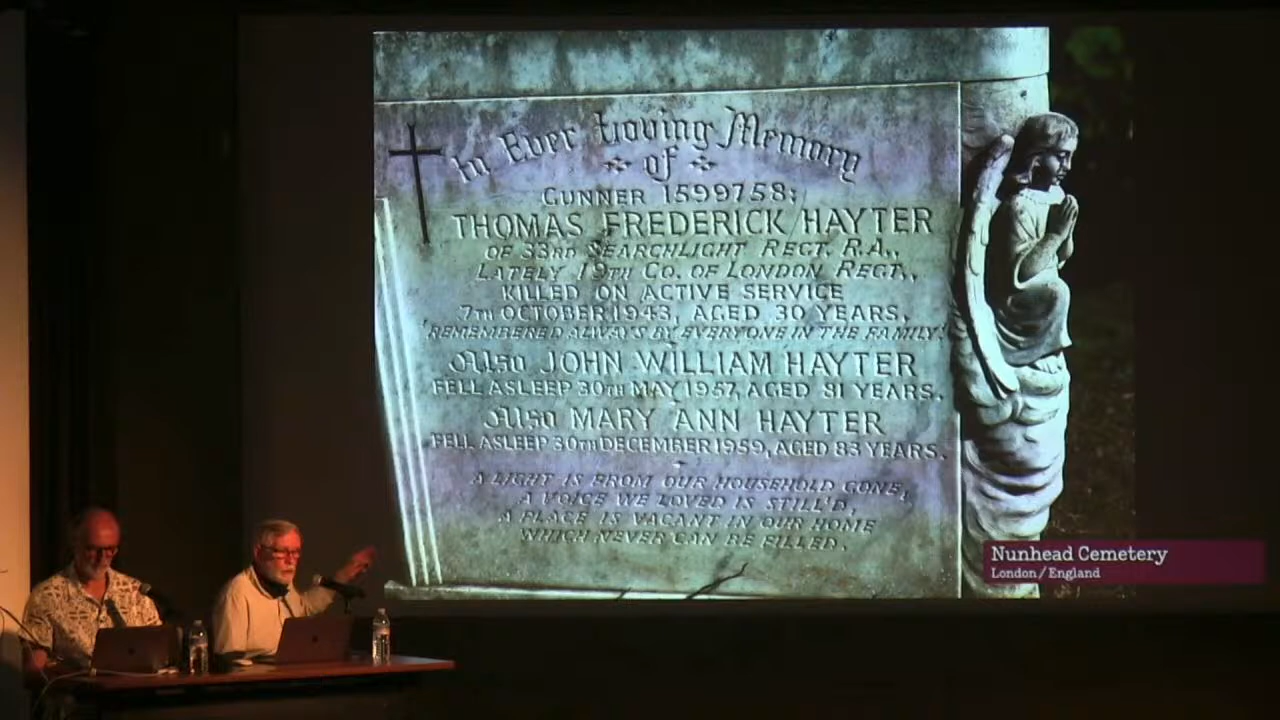 In Ever Loving Memory
of
GUNNER 1599758:
THOMAS FREDERICK HAYTER
OF 33RD SEARCHLIGHT REGT. R.A.,
LATELY 19TH CO. OF LONDON REGT.,
KILLED ON ACTIVE SERVICE
7TH OCTOBER 1943, AGED 30 YEARS.
'REMEMBERED ALWAYS BY EVERYONE IN THE FAMILY.'
Also JOHN WILLIAM HAYTER
FELL ASLEEP 30TH MAY 1957, AGED 81 YEARS.
Also MARY ANN HAYTER
FELL ASLEEP 30TH DECEMBER 1959, AGED 83 YEARS.
A LIGHT IS FROM OUR HOUSEHOLD GONE,
A VOICE WE LOVED IS STILL'D,
A PLACE IS VACANT IN OUR HOME
WHICH NEVER CAN BE FILLED.
Nunhead Cemetery
London/England